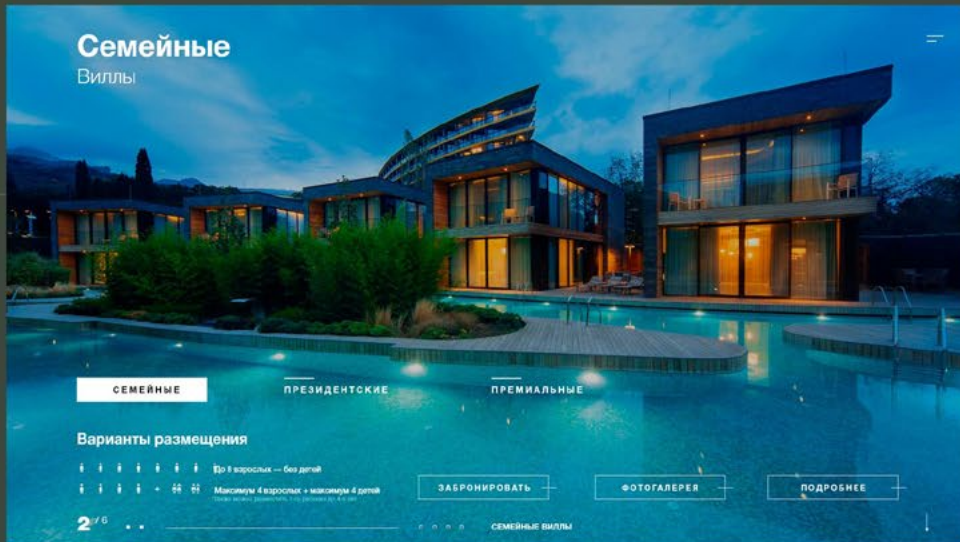 Семейные
Виллы
СЕМЕЙНЫЕ
ПРЕЗИДЕНТСКИЕ
ПРЕМИАЛЬНЫЕ
Варианты размещения
До 8 взрослых — без детей
Максимум 4 взрослых + максимум 4 детей
ЗАБРОНИРОВАТЬ
ФОТОГАЛЕРЕЯ
ПОДРОБНЕЕ
2 / 6
СЕМЕЙНЫЕ ВИЛЛЫ